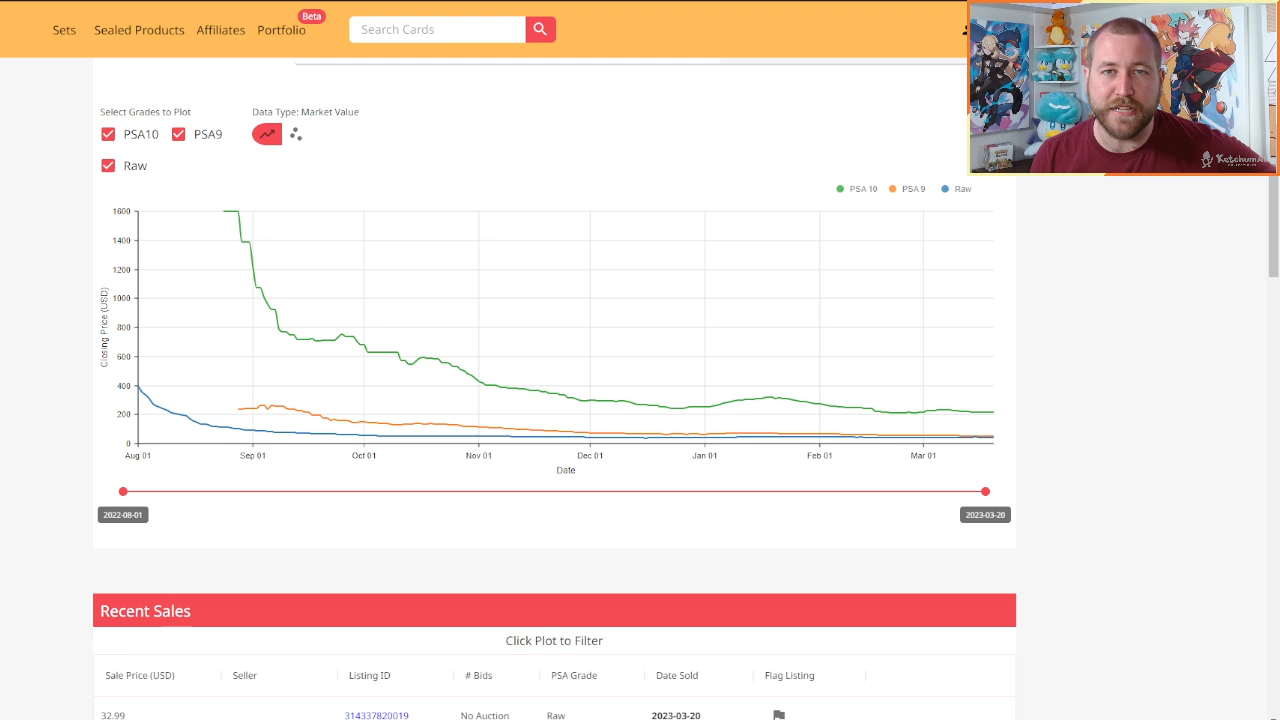 Beta
Sets Sealed Products Affiliates Portfolio Search Cards
Select Grades to Plot Data Type: Market Value
PSA10 PSA9
Raw
Ketchum
PSA 10 PSA 9 Raw
1600
1400
1200
1000
800
600
400
200
0
Closing Price (USD)
Aug 01 Sep 01 Oct 01 Nov 01 Dec 01 Jan 01 Feb 01 Mar 01
Date
2022-08-01 2023-03-20
Recent Sales
Click Plot to Filter
Sale Price (USD) Seller Listing ID # Bids PSA Grade Date Sold Flag Listing
32.99 314337820019 No Auction Raw 2023-03-20